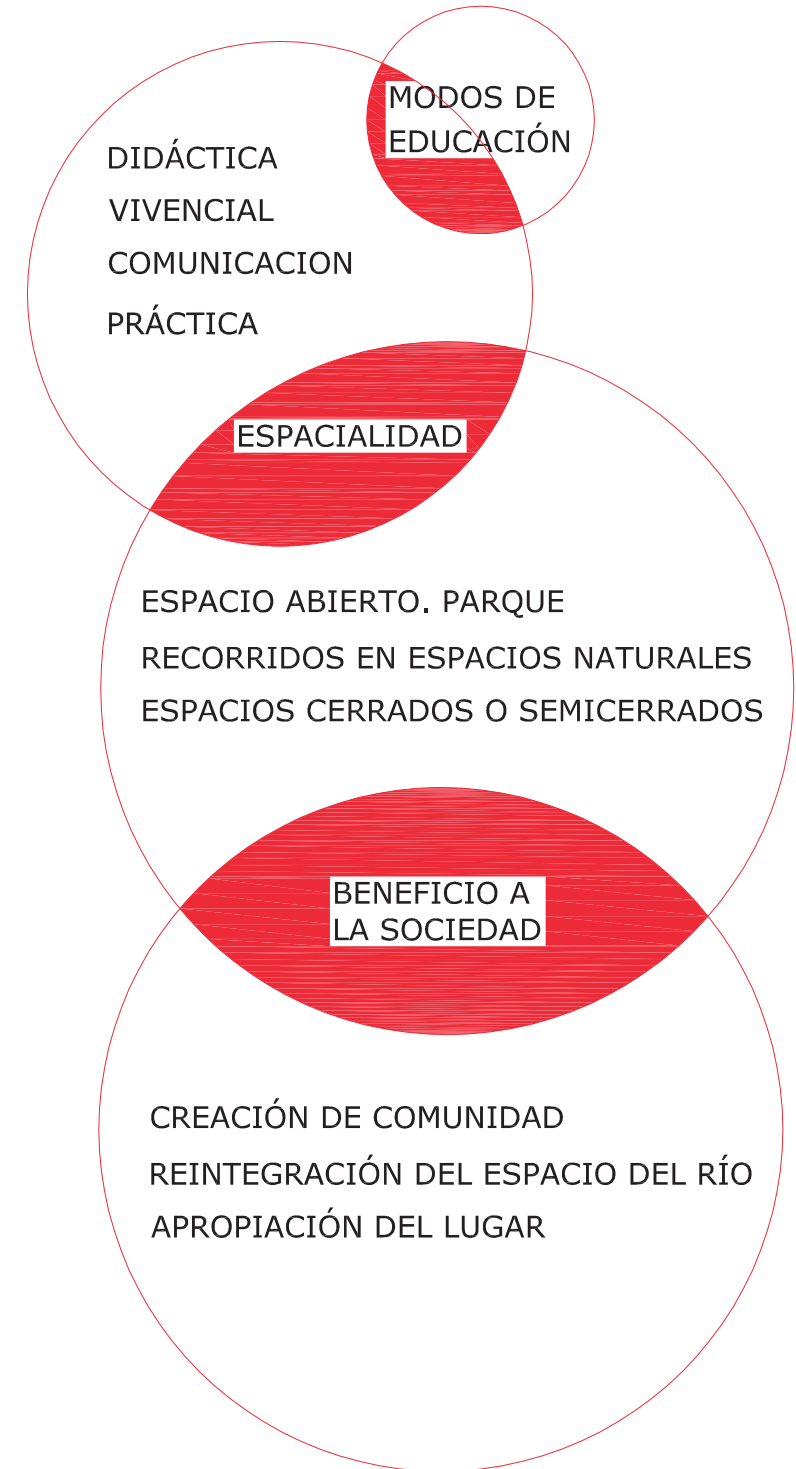 MODOS DE
EDUCACIÓN
DIDÁCTICA
VIVENCIAL
COMUNICACION
PRÁCTICA
ESPACIALIDAD
ESPACIO ABIERTO. PARQUE
RECORRIDOS EN ESPACIOS NATURALES
ESPACIOS CERRADOS O SEMICERRADOS
BENEFICIO A
LA SOCIEDAD
CREACIÓN DE COMUNIDAD
REINTEGRACIÓN DEL ESPACIO DEL RÍO
APROPIACIÓN DEL LUGAR